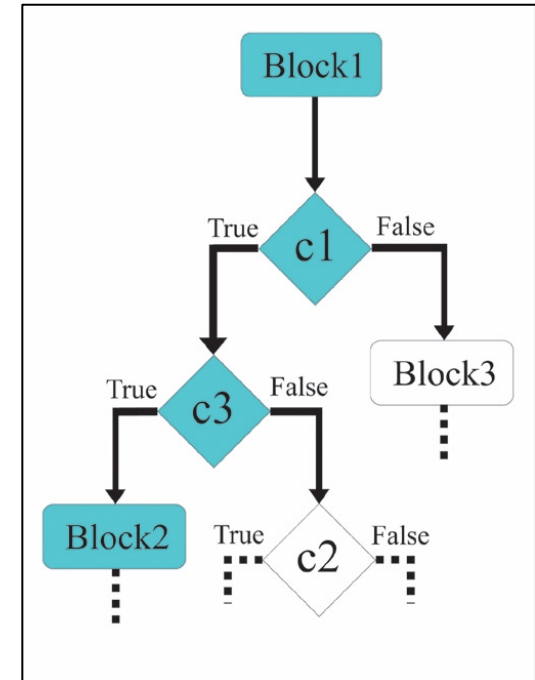 Block1
True
False
c1
Block3
True
False
c3
Block2
True
False
c2